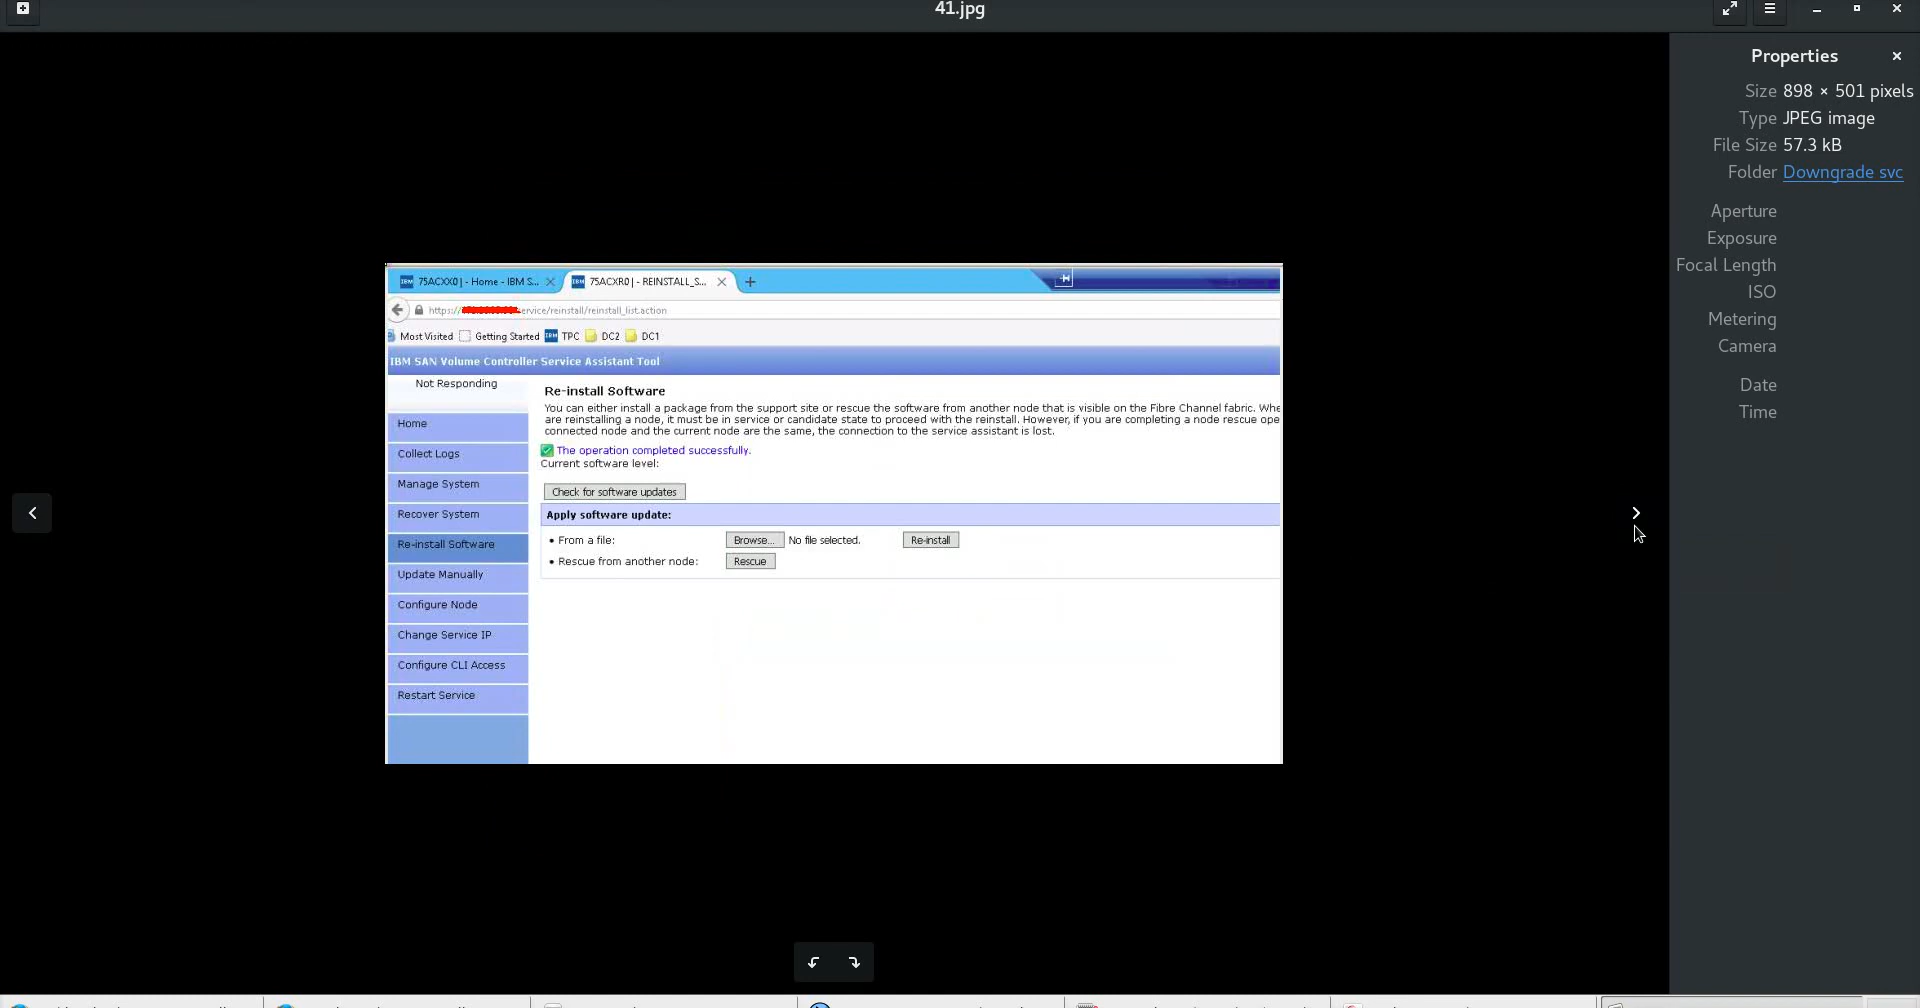 41.jpg
Properties
Size 898 × 501 pixels
Type JPEG image
File Size 57.3 kB
Folder Downgrade svc
Aperture
Exposure
Focal Length
ISO
Metering
Camera
Date
Time
75ACXX0| - Home - IBM S...
75ACXR0| - REINSTALL_S...
https:// ervice/reinstall/reinstall_list.action
Most Visited Getting Started IBM TPC DC2 DC1
IBM SAN Volume Controller Service Assistant Tool
Not Responding
Home
Collect Logs
Manage System
Recover System
Re-install Software
Update Manually
Configure Node
Change Service IP
Configure CLI Access
Restart Service
Re-install Software
You can either install a package from the support site or rescue the software from another node that is visible on the Fibre Channel fabric. Whe
are reinstalling a node, it must be in service or candidate state to proceed with the reinstall. However, if you are completing a node rescue ope
connected node and the current node are the same, the connection to the service assistant is lost.
The operation completed successfully.
Current software level:
Check for software updates
Apply software update:
• From a file: Browse... No file selected. Re-install
• Rescue from another node: Rescue